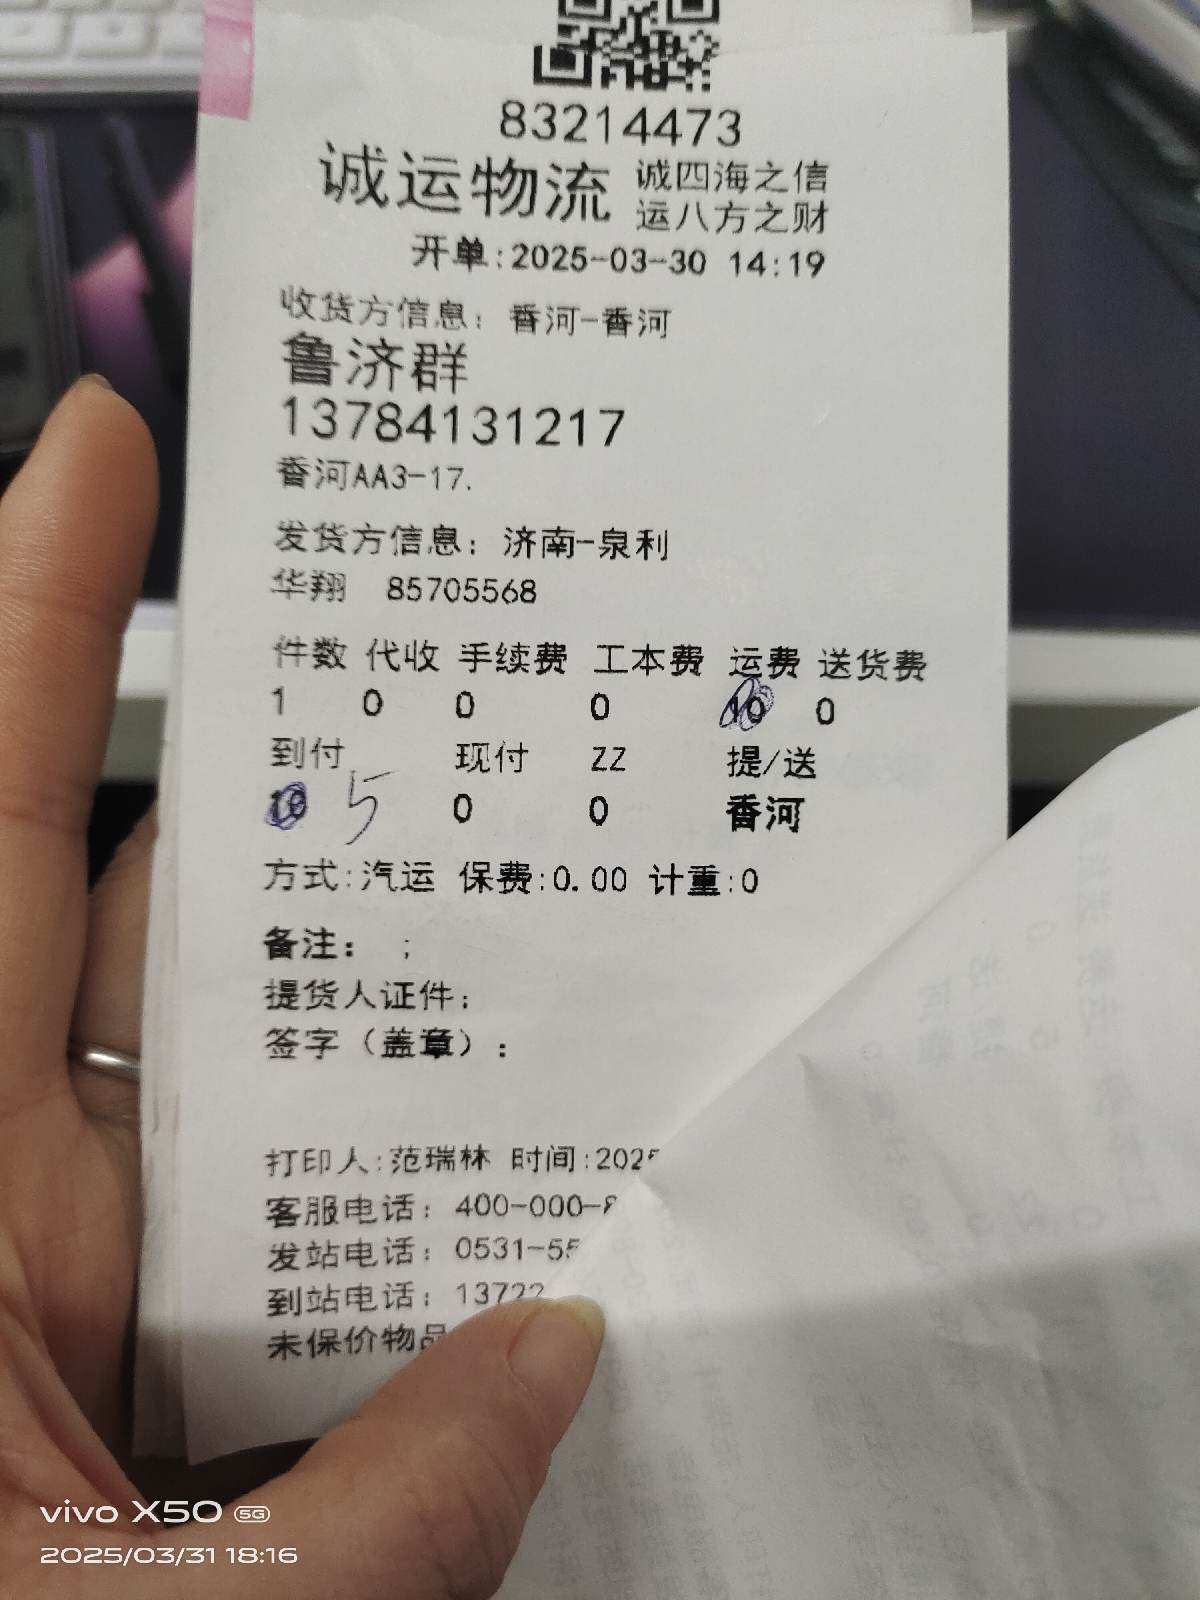 83214473
诚运物流 诚四海之信
运八方之财
开单:2025-03-30 14:19
收货方信息: 香河-香河
鲁济群
13784131217
香河AA3-17.
发货方信息: 济南-泉利
华翔 85705568
件数 代收 手续费 工本费 运费 送货费
1 0 0 0 10 0
到付 现付 ZZ 提/送
10 5 0 0 香河
方式:汽运 保费:0.00 计重:0
备注: ;
提货人证件:
签字（盖章）:
打印人:范瑞林 时间:2025
客服电话: 400-000-8
发站电话: 0531-55
到站电话: 13722
未保价物品
vivo X50 5G
2025/03/31 18:16